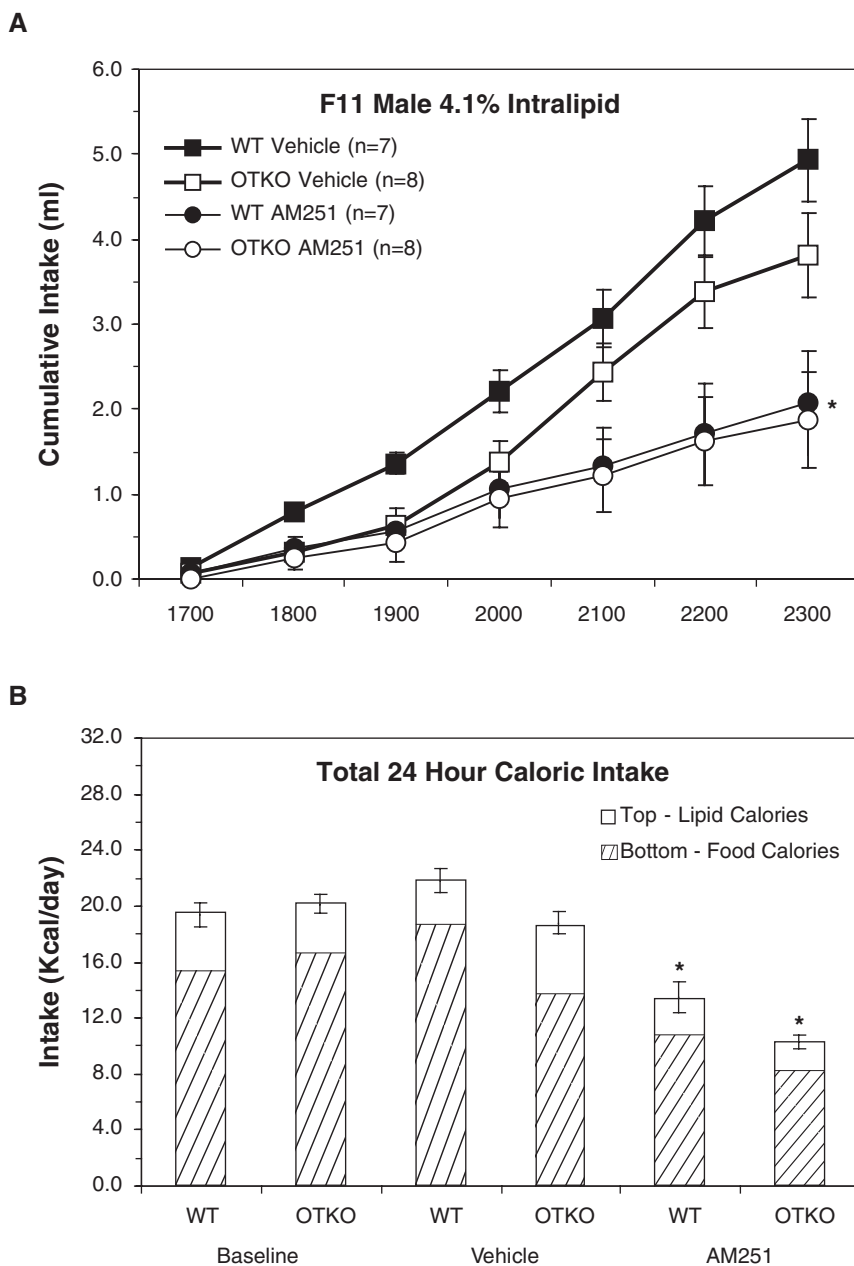 A
F11 Male 4.1% Intralipid
WT Vehicle (n=7)
OTKO Vehicle (n=8)
WT AM251 (n=7)
OTKO AM251 (n=8)
Cumulative Intake (ml)
6.0
5.0
4.0
3.0
2.0
1.0
0.0
*
1700 1800 1900 2000 2100 2200 2300
B
Total 24 Hour Caloric Intake
Top - Lipid Calories
Bottom - Food Calories
Intake (Kcal/day)
32.0
28.0
24.0
20.0
16.0
12.0
8.0
4.0
0.0
*
*
WT OTKO WT OTKO WT OTKO
Baseline Vehicle AM251